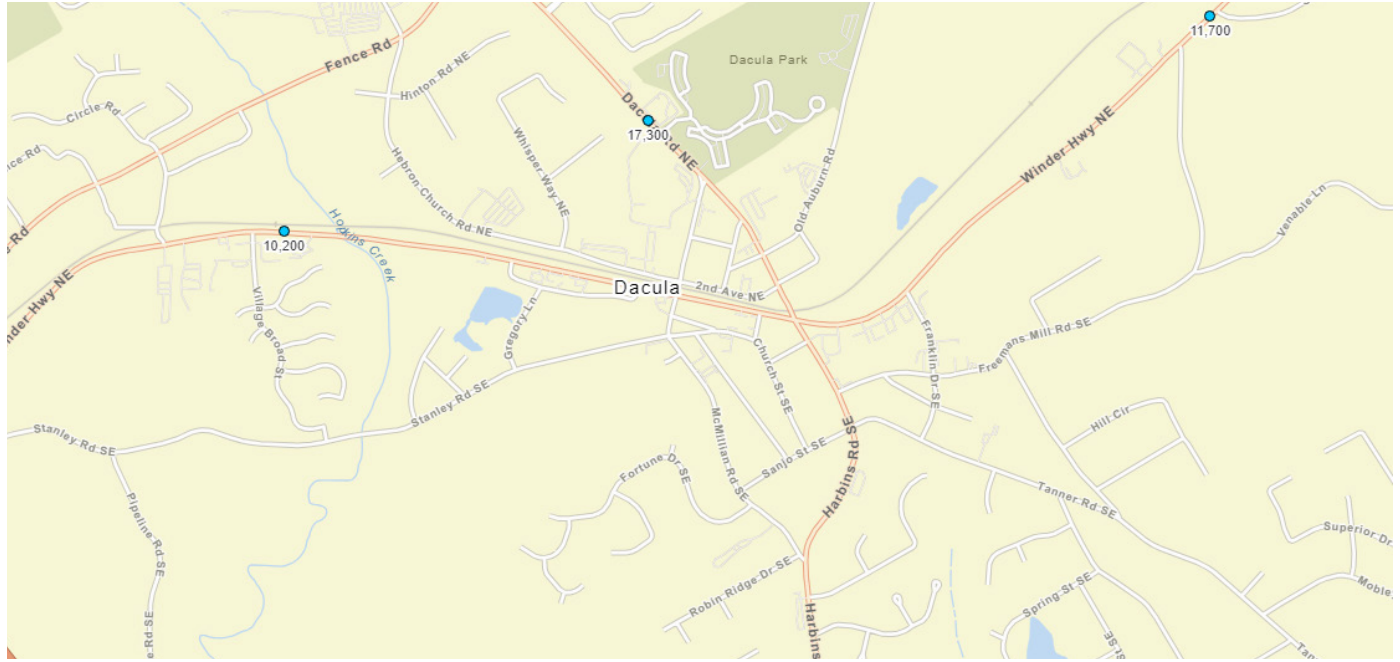 11,700
Dacula Park
Fence Rd
Hinton Rd NE
Circle Rd
17,300
Rd NE
Whisper Way NE
Hebron Church Rd NE
Old Auburn Rd
Winder Hwy NE
Venable Ln
Hopkins Creek
10,200
Dacula
2nd Ave NE
Gregory Ln
Village Broad St
Church St SE
Franklin Dr SE
Freemans Mill Rd SE
Stanley Rd SE
Stanley Rd SE
McMillian Rd SE
Hill Cir
Sanjo St SE
Fortune Dr SE
Harbins Rd SE
Tanner Rd SE
Pipeline Rd SE
Superior Dr
Robin Ridge Dr SE
Spring St SE
Harbins
Rd SE
St SE